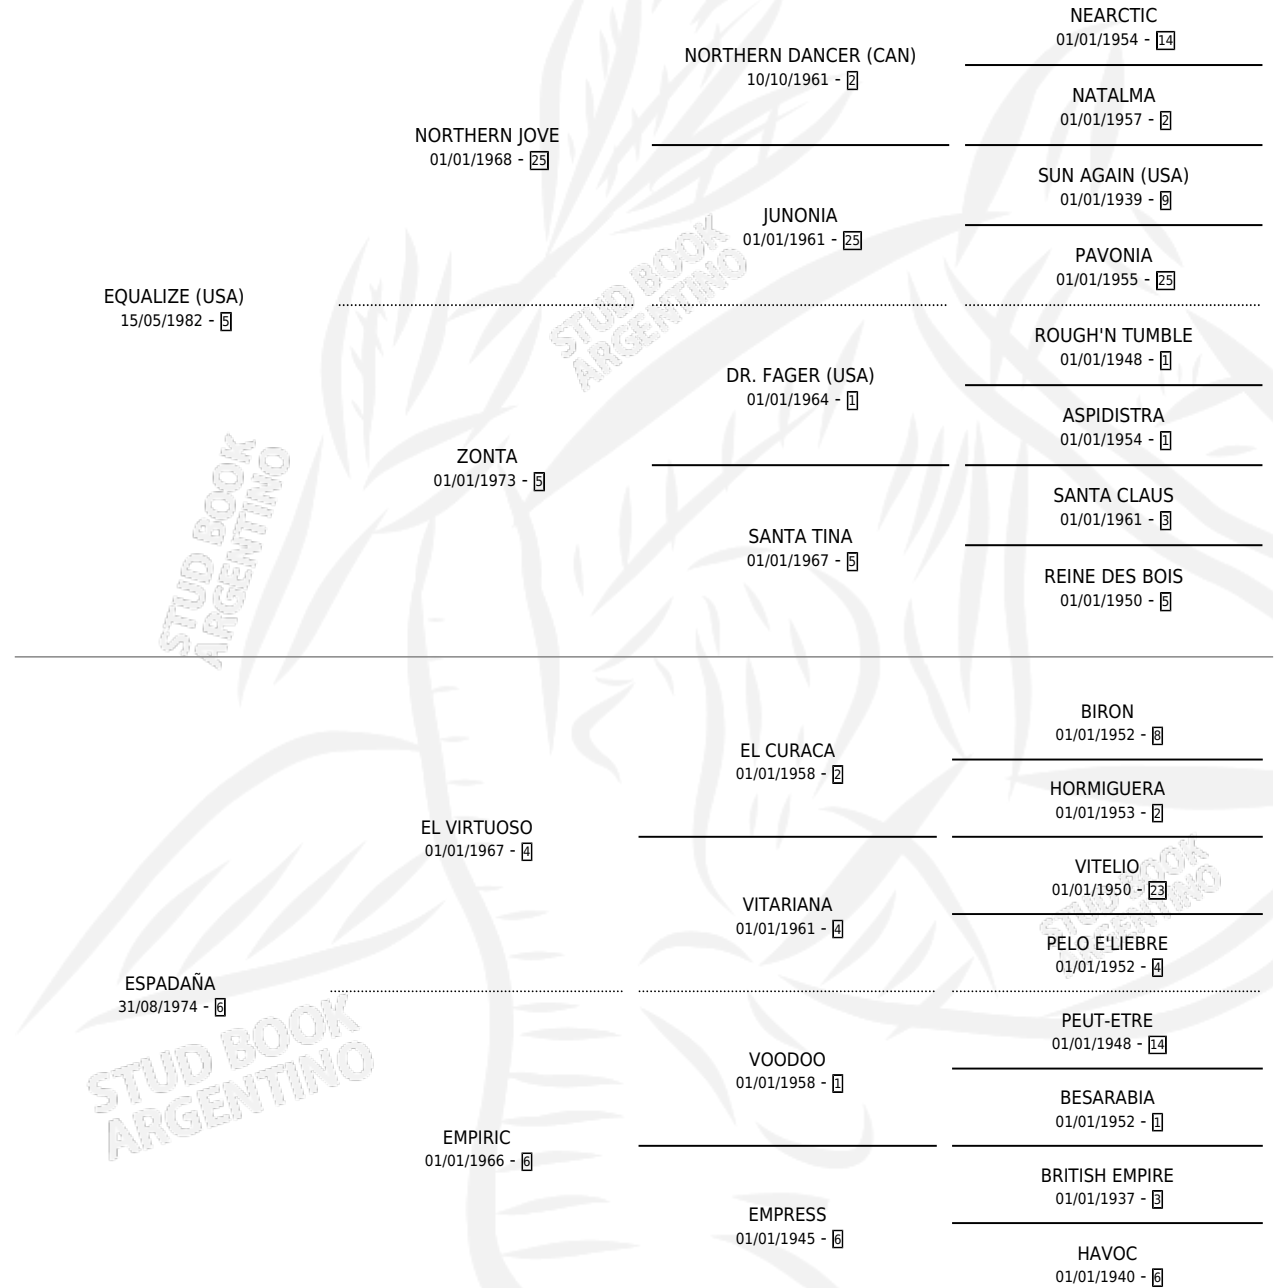 NEARCTIC
01/01/1954 - 14
NORTHERN DANCER (CAN)
10/10/1961 - 2
NATALMA
01/01/1957 - 2
NORTHERN JOVE
01/01/1968 - 25
SUN AGAIN (USA)
01/01/1939 - 9
JUNONIA
01/01/1961 - 25
PAVONIA
01/01/1955 - 25
EQUALIZE (USA)
15/05/1982 - 5
STUD BOOK
ARGENTINO
ROUGH'N TUMBLE
01/01/1948 - 1
DR. FAGER (USA)
01/01/1964 - 1
ASPIDISTRA
01/01/1954 - 1
ZONTA
01/01/1973 - 5
SANTA CLAUS
01/01/1961 - 3
SANTA TINA
01/01/1967 - 5
REINE DES BOIS
01/01/1950 - 5
STUD BOOK
ARGENTINO
BIRON
01/01/1952 - 8
EL CURACA
01/01/1958 - 2
HORMIGUERA
01/01/1953 - 2
EL VIRTUOSO
01/01/1967 - 4
VITELIO
01/01/1950 - 23
VITARIANA
01/01/1961 - 4
STUD BOOK
ARGENTINO
PELO E'LIEBRE
01/01/1952 - 4
ESPADAÑA
31/08/1974 - 6
PEUT-ETRE
01/01/1948 - 14
VOODOO
01/01/1958 - 1
STUD BOOK
ARGENTINO
BESARABIA
01/01/1952 - 1
EMPIRIC
01/01/1966 - 6
BRITISH EMPIRE
01/01/1937 - 3
EMPRESS
01/01/1945 - 6
HAVOC
01/01/1940 - 6